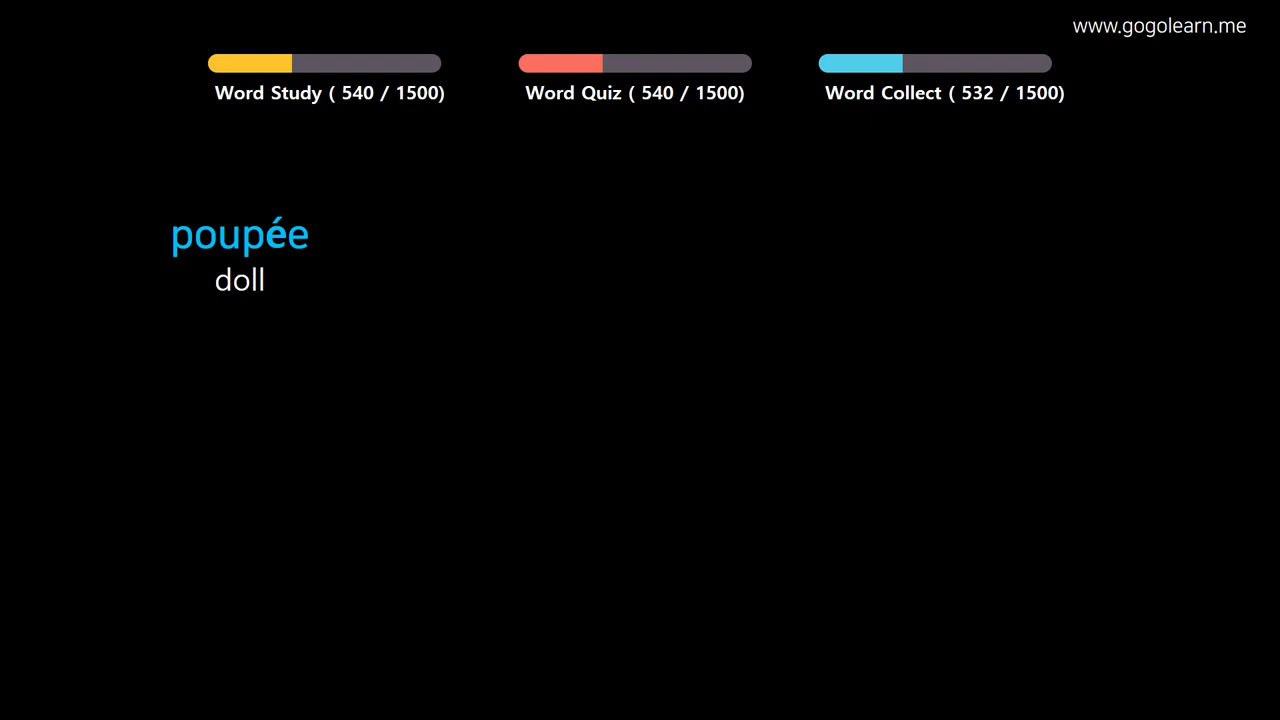 www.gogolearn.me
Word Study ( 540 / 1500)
Word Quiz ( 540 / 1500)
Word Collect ( 532 / 1500)
poupée
doll